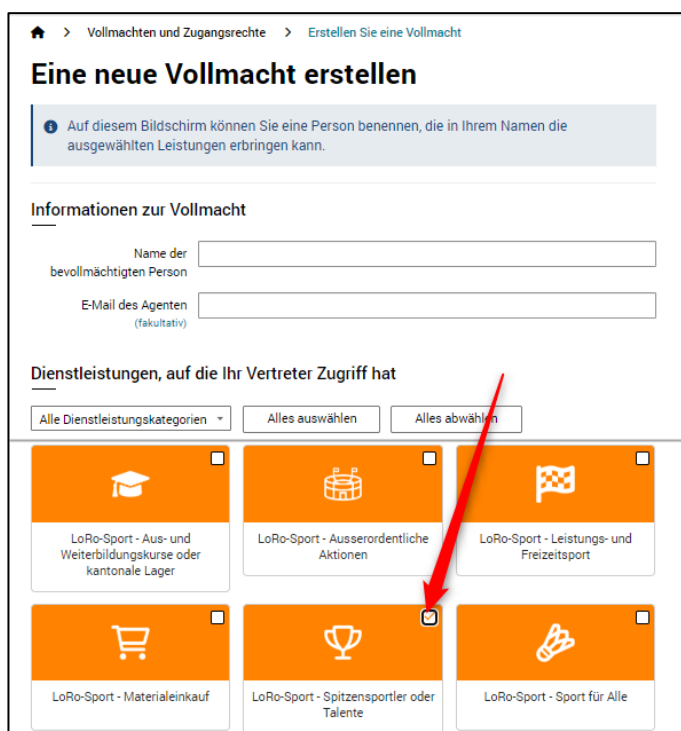 > Vollmachten und Zugangsrechte > Erstellen Sie eine Vollmacht
Eine neue Vollmacht erstellen
Auf diesem Bildschirm können Sie eine Person benennen, die in Ihrem Namen die
ausgewählten Leistungen erbringen kann.
Informationen zur Vollmacht
Name der
bevollmächtigten Person
E-Mail des Agenten
(fakultativ)
Dienstleistungen, auf die Ihr Vertreter Zugriff hat
Alle Dienstleistungskategorien Alles auswählen Alles abwählen
LoRo-Sport - Aus- und
Weiterbildungskurse oder
kantonale Lager
LoRo-Sport - Ausserordentliche
Aktionen
LoRo-Sport - Leistungs- und
Freizeitsport
LoRo-Sport - Materialeinkauf
LoRo-Sport - Spitzensportler oder
Talente
LoRo-Sport - Sport für Alle